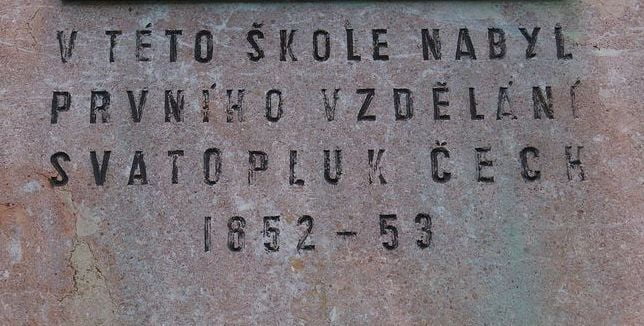 V TÉTO ŠKOLE NABYL
PRVNÍHO VZDĚLÁNÍ
SVATOPLUK ČECH
1852 – 53